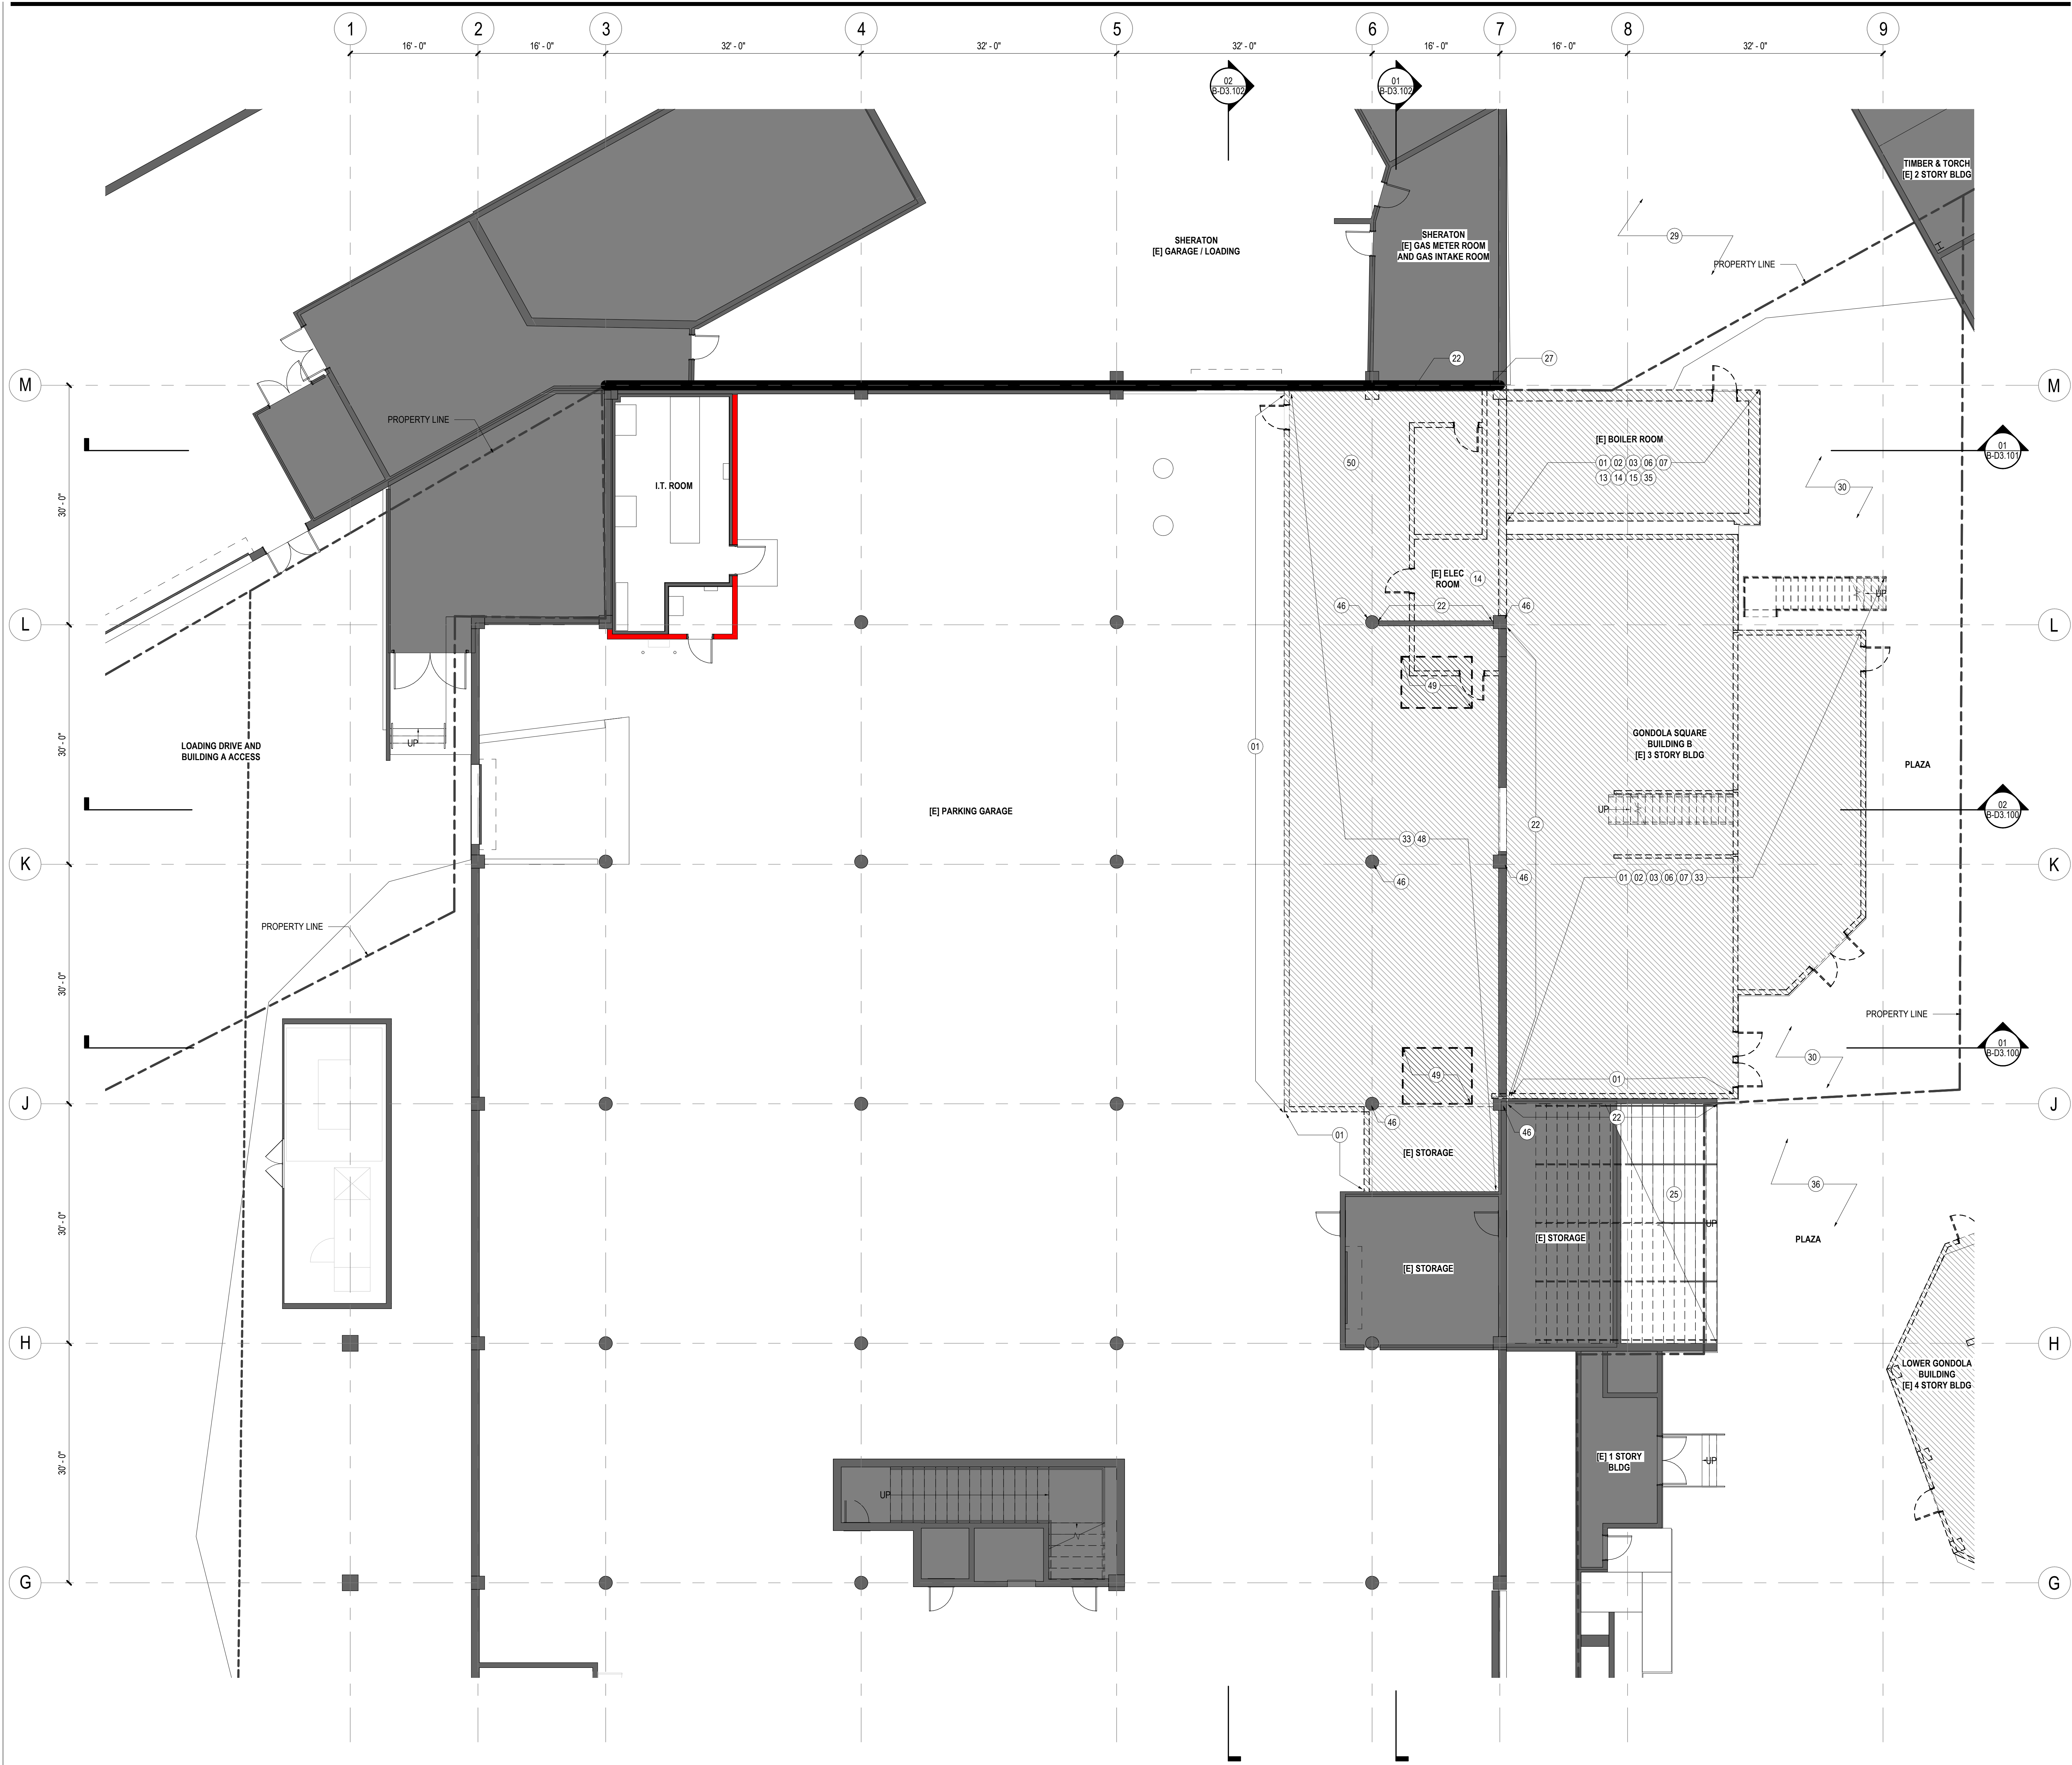 1 2 3 4 5 6 7 8 9
16' - 0" 16' - 0" 32' - 0" 32' - 0" 32' - 0" 16' - 0" 16' - 0" 32' - 0"
02
B-D3.102
01
B-D3.102
TIMBER & TORCH
[E] 2 STORY BLDG
SHERATON
[E] GARAGE / LOADING
SHERATON
[E] GAS METER ROOM
AND GAS INTAKE ROOM
29
PROPERTY LINE
22
27
M
M
PROPERTY LINE
[E] BOILER ROOM
01
B-D3.101
50
01 02 03 06 07
13 14 15 35
I.T. ROOM
30
30' - 0"
[E] ELEC
ROOM
14
UP
46
22
46
L
L
49
GONDOLA SQUARE
BUILDING B
[E] 3 STORY BLDG
LOADING DRIVE AND
BUILDING A ACCESS
UP
30' - 0"
01
PLAZA
UP
[E] PARKING GARAGE
02
B-D3.100
22
33 48
K
K
46
46
01 02 03 06 07 33
PROPERTY LINE
30' - 0"
PROPERTY LINE
01
B-D3.100
30
49
01
J
J
22
46
46
01
[E] STORAGE
36
25
30' - 0"
UP
[E] STORAGE
PLAZA
[E] STORAGE
H
H
LOWER GONDOLA
BUILDING
[E] 4 STORY BLDG
30' - 0"
[E] 1 STORY
BLDG
UP
UP
G
G